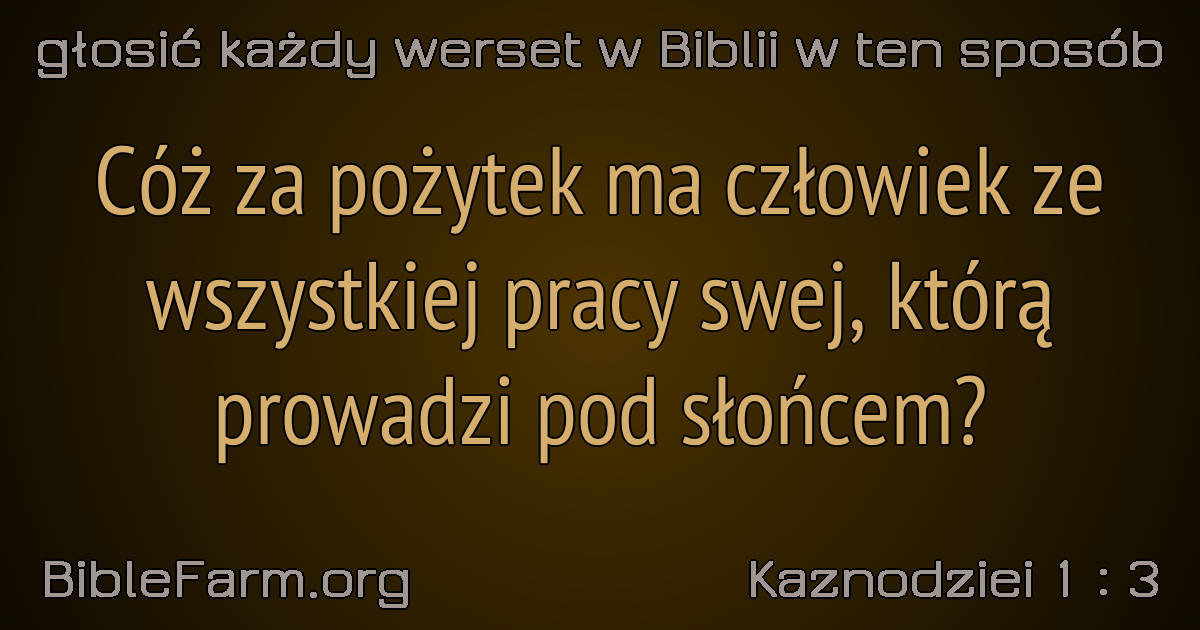 głosić każdy werset w Biblii w ten sposób
Cóż za pożytek ma człowiek ze
wszystkiej pracy swej, którą
prowadzi pod słońcem?
BibleFarm.org
Kaznodziei 1 : 3